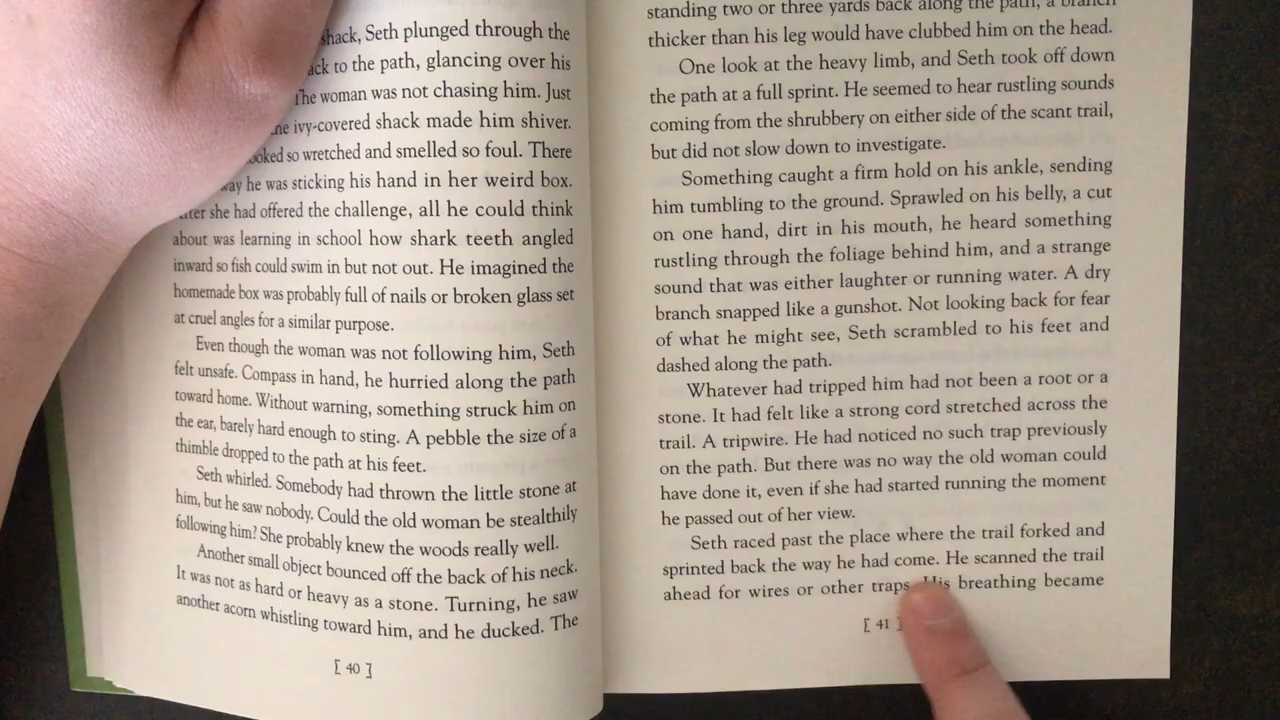 shack, Seth plunged through the
to the path, glancing over his
The woman was not chasing him. Just
ivy-covered shack made him shiver.
so wretched and smelled so foul. There
he was sticking his hand in her weird box.
she had offered the challenge, all he could think
about was learning in school how shark teeth angled
inward so fish could swim in but not out. He imagined the
homemade box was probably full of nails or broken glass set
at cruel angles for a similar purpose.
Even though the woman was not following him, Seth
felt unsafe. Compass in hand, he hurried along the path
toward home. Without warning, something struck him on
the ear, barely hard enough to sting. A pebble the size of a
thimble dropped to the path at his feet.
Seth whirled. Somebody had thrown the little stone at
him, but he saw nobody. Could the old woman be stealthily
following him? She probably knew the woods really well.
Another small object bounced off the back of his neck.
It was not as hard or heavy as a stone. Turning, he saw
another acorn whistling toward him, and he ducked. The
[ 40 ]
standing two or three yards back along the path, a branch
thicker than his leg would have clubbed him on the head.
One look at the heavy limb, and Seth took off down
the path at a full sprint. He seemed to hear rustling sounds
coming from the shrubbery on either side of the scant trail,
but did not slow down to investigate.
Something caught a firm hold on his ankle, sending
him tumbling to the ground. Sprawled on his belly, a cut
on one hand, dirt in his mouth, he heard something
rustling through the foliage behind him, and a strange
sound that was either laughter or running water. A dry
branch snapped like a gunshot. Not looking back for fear
of what he might see, Seth scrambled to his feet and
dashed along the path.
Whatever had tripped him had not been a root or a
stone. It had felt like a strong cord stretched across the
trail. A tripwire. He had noticed no such trap previously
on the path. But there was no way the old woman could
have done it, even if she had started running the moment
he passed out of her view.
Seth raced past the place where the trail forked and
sprinted back the way he had come. He scanned the trail
ahead for wires or other traps. His breathing became
[ 41 ]